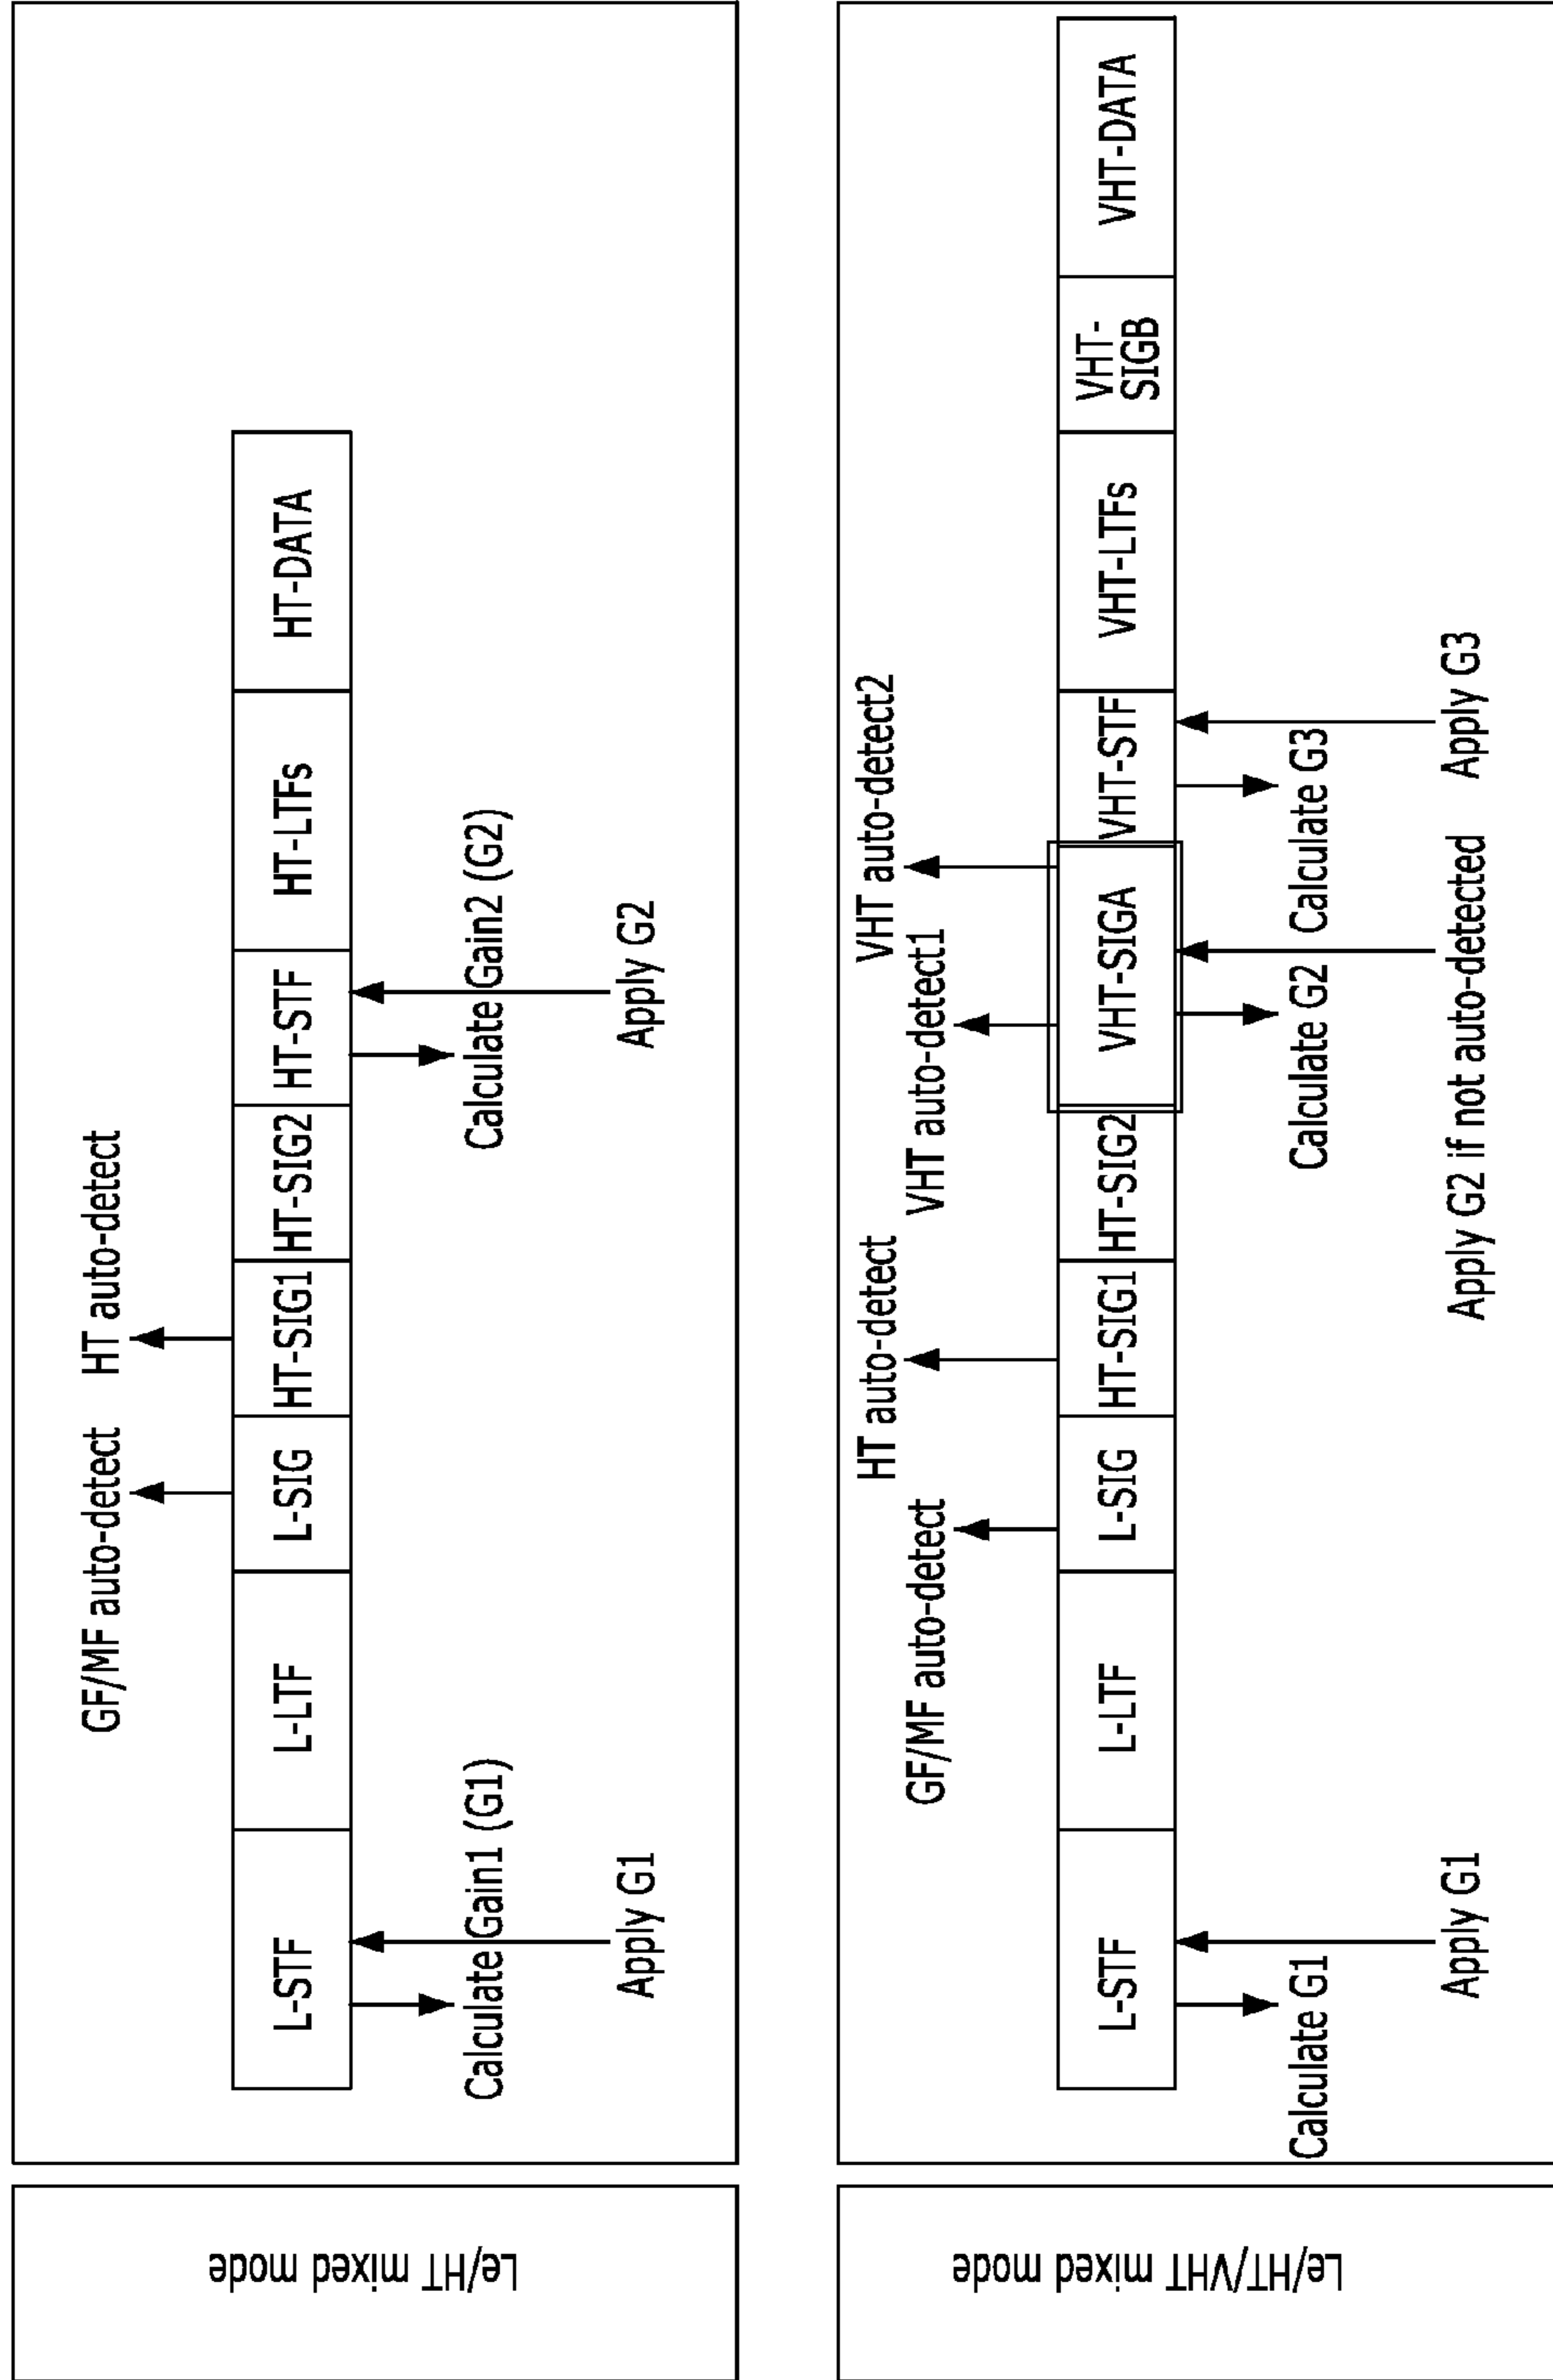 Le/HT mixed mode
GF/MF auto-detect
HT auto-detect
L-STF
L-LTF
L-SIG
HT-SIG1
HT-SIG2
HT-STF
HT-LTFs
HT-DATA
Calculate Gain1 (G1)
Calculate Gain2 (G2)
Apply G1
Apply G2
Le/HT/VHT mixed mode
HT auto-detect
VHT auto-detect2
GF/MF auto-detect
VHT auto-detect1
L-STF
L-LTF
L-SIG
HT-SIG1
HT-SIG2
VHT-SIGA
VHT-STF
VHT-LTFs
VHT-
SIGB
VHT-DATA
Calculate G1
Calculate G2
Calculate G3
Apply G1
Apply G2 if not auto-detected
Apply G3